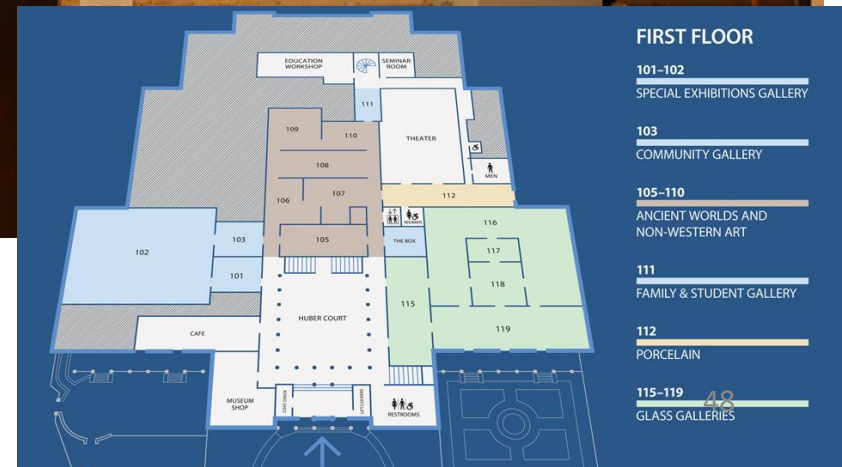 EDUCATION
WORKSHOP
SEMINAR
ROOM
111
109
110
THEATER
108
MEN
106
107
112
WOMEN
116
102
103
105
THE BOX
117
101
118
115
HUBER COURT
119
CAFE
MUSEUM
SHOP
COAT CHECK
RESTROOMS
FIRST FLOOR
101–102
SPECIAL EXHIBITIONS GALLERY
103
COMMUNITY GALLERY
105–110
ANCIENT WORLDS AND
NON-WESTERN ART
111
FAMILY & STUDENT GALLERY
112
PORCELAIN
115–119
GLASS GALLERIES
48